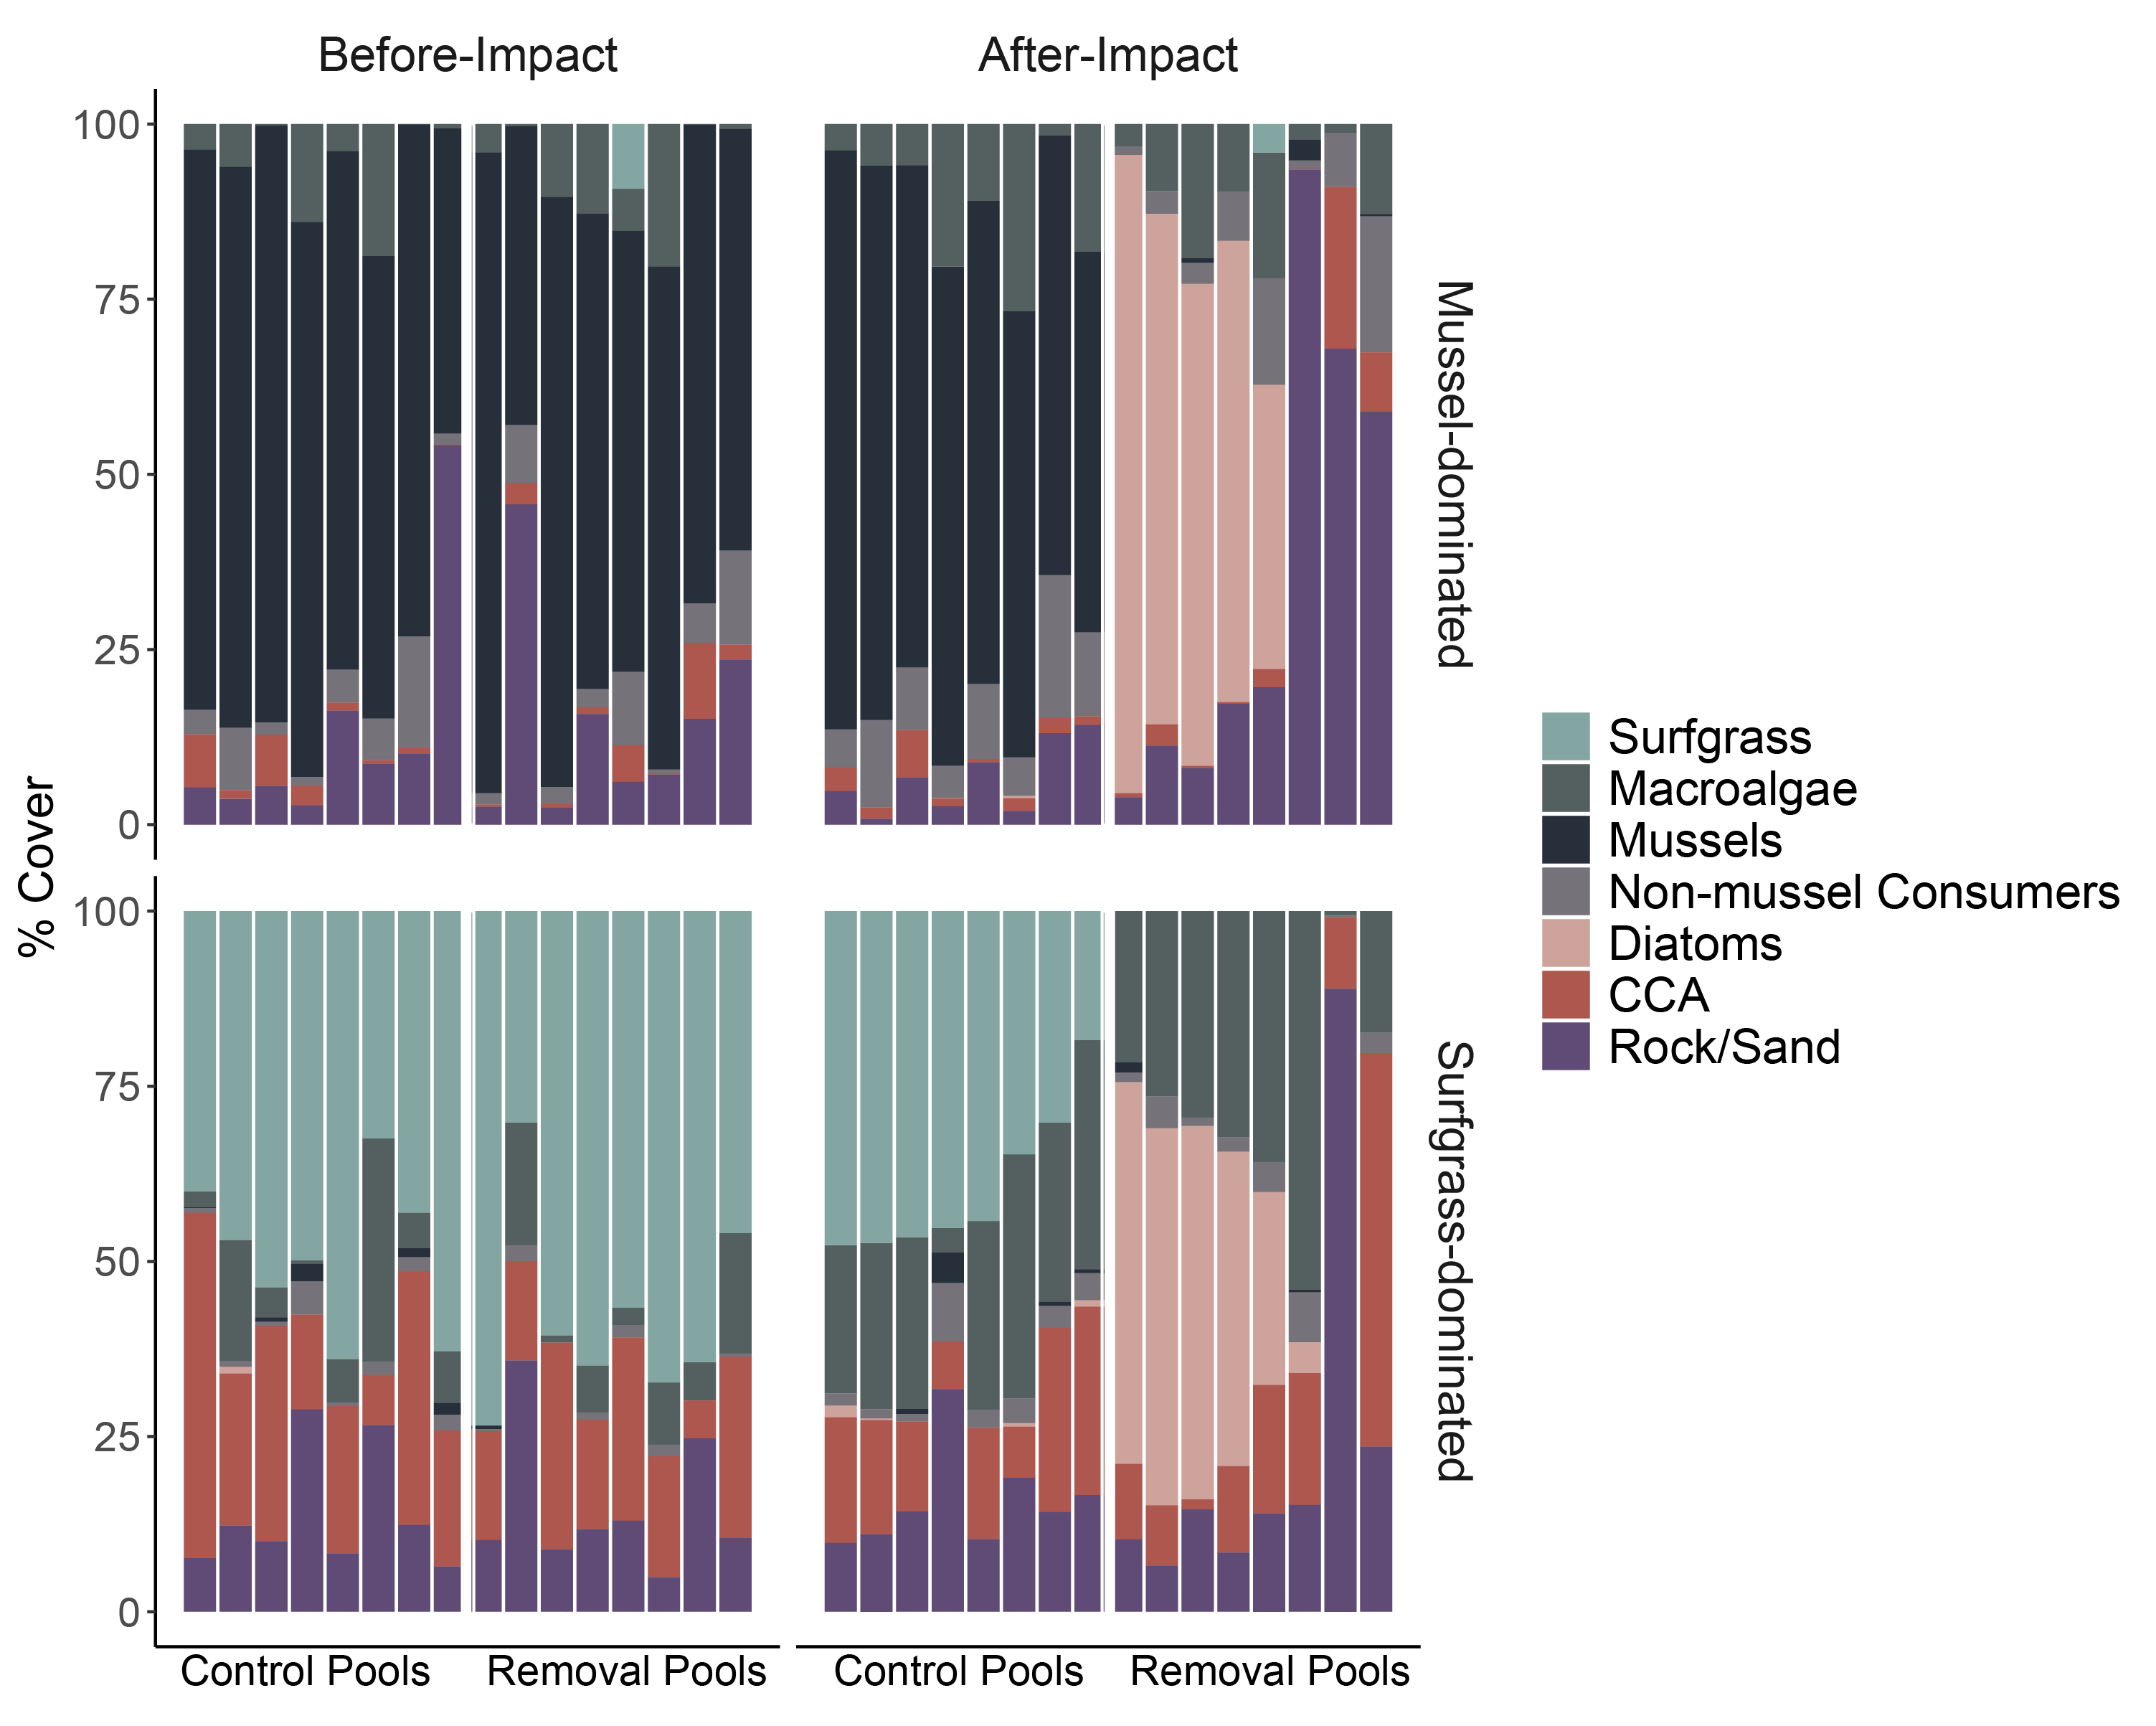 Before-Impact
After-Impact
% Cover
100
75
50
25
0
Mussel-dominated
100
75
50
25
0
Surfgrass-dominated
Control Pools
Removal Pools
Control Pools
Removal Pools
Surfgrass
Macroalgae
Mussels
Non-mussel Consumers
Diatoms
CCA
Rock/Sand